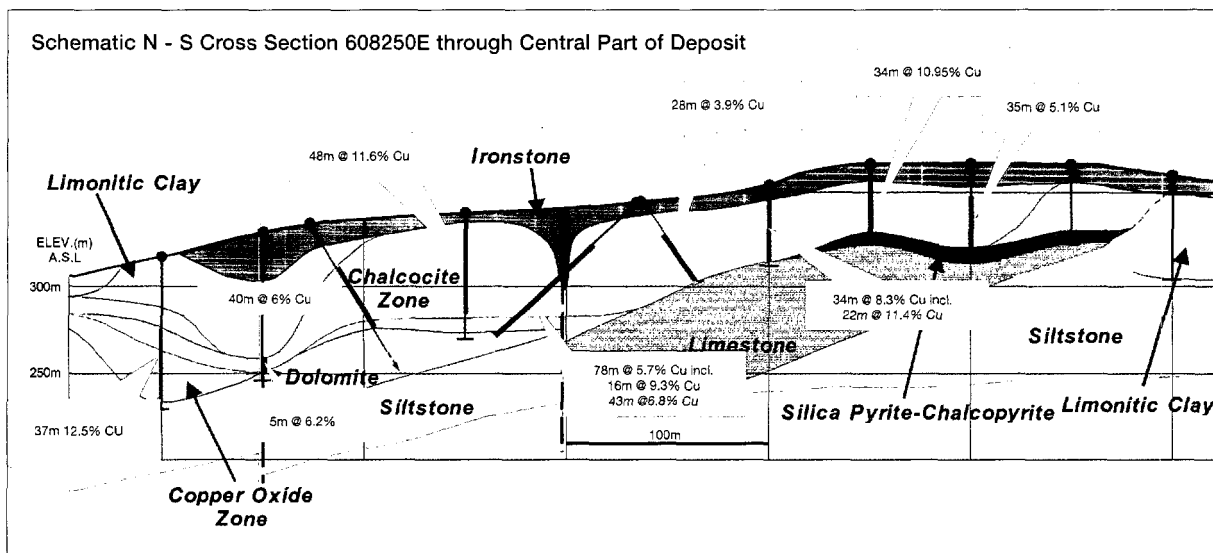 Schematic N - S Cross Section 608250E through Central Part of Deposit
34m @ 10.95% Cu
28m @ 3.9% Cu
35m @ 5.1% Cu
48m @ 11.6% Cu
Ironstone
Limonitic Clay
ELEV.(m)
A.S.L
300m
Chalcocite
Zone
40m @ 6% Cu
34m @ 8.3% Cu incl.
22m @ 11.4% Cu
Siltstone
Limestone
250m
Dolomite
78m @ 5.7% Cu incl.
16m @ 9.3% Cu
43m @6.8% Cu
Siltstone
Silica Pyrite-Chalcopyrite
Limonitic Clay
5m @ 6.2%
37m 12.5% CU
100m
Copper Oxide
Zone